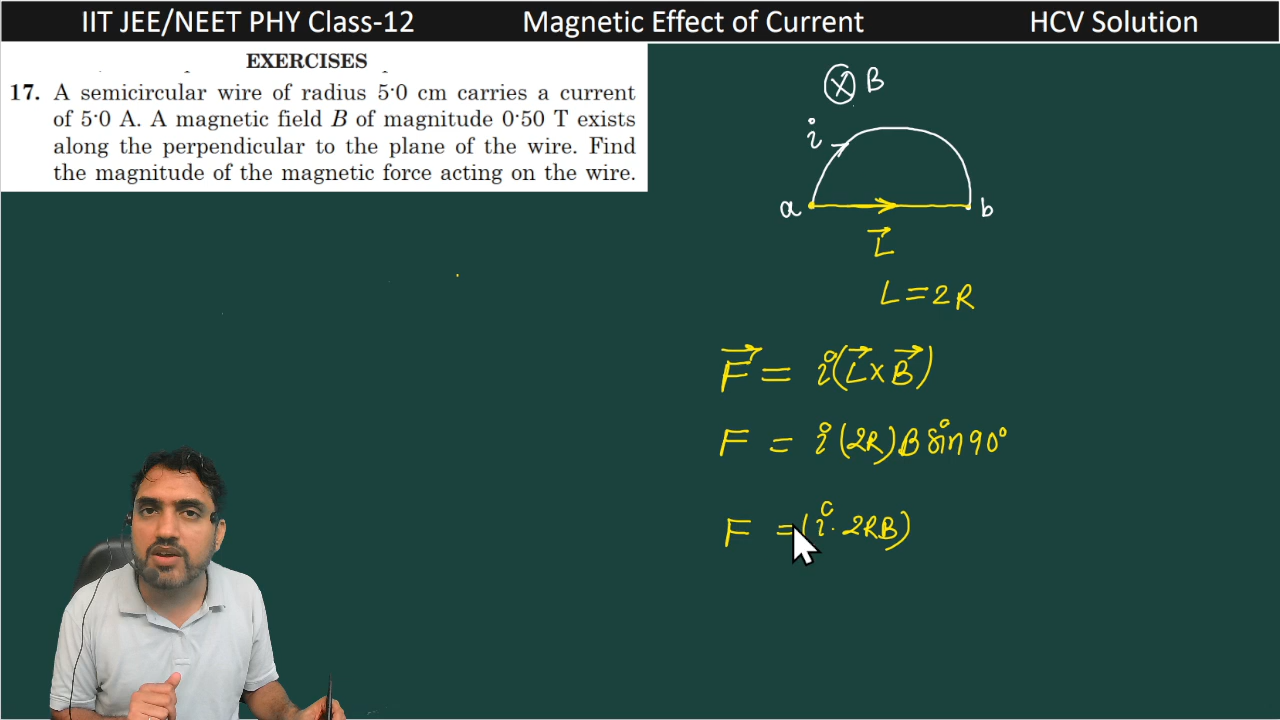 IIT JEE/NEET PHY Class-12 Magnetic Effect of Current HCV Solution
EXERCISES
17. A semicircular wire of radius 5·0 cm carries a current
of 5·0 A. A magnetic field B of magnitude 0·50 T exists
along the perpendicular to the plane of the wire. Find
the magnitude of the magnetic force acting on the wire.
⊗ B
i
a b
L⃗
L = 2R
F⃗ = i(L⃗ × B⃗)
F = i(2R)B sin90°
F = (i · 2RB)